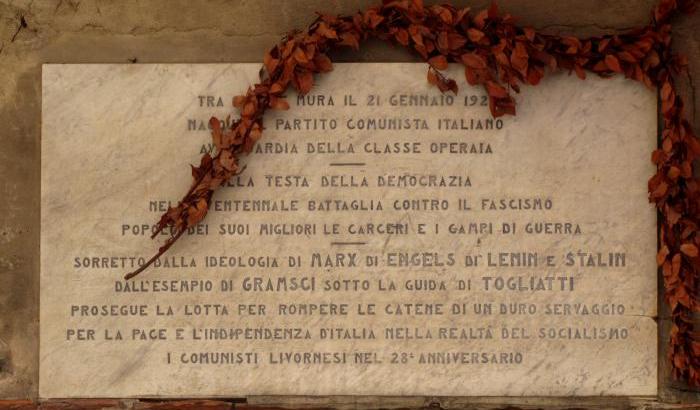 TRA MURA IL 21 GENNAIO 192
PARTITO COMUNISTA ITALIANO
DELLA CLASSE OPERAIA
TESTA DELLA DEMOCRAZIA
BATTAGLIA CONTRO IL FASCISMO
DEI SUOI MIGLIORI LE CARCERI E I CAMPI DI GUERRA
SORRETTO DALLA IDEOLOGIA DI MARX DI ENGELS DI LENIN E STALIN
DALL'ESEMPIO DI GRAMSCI SOTTO LA GUIDA DI TOGLIATTI
PROSEGUE LA LOTTA PER ROMPERE LE CATENE DI UN DURO SERVAGGIO
PER LA PACE E L'INDIPENDENZA D'ITALIA NELLA REALTÀ DEL SOCIALISMO
I COMUNISTI LIVORNESI NEL 28° ANNIVERSARIO